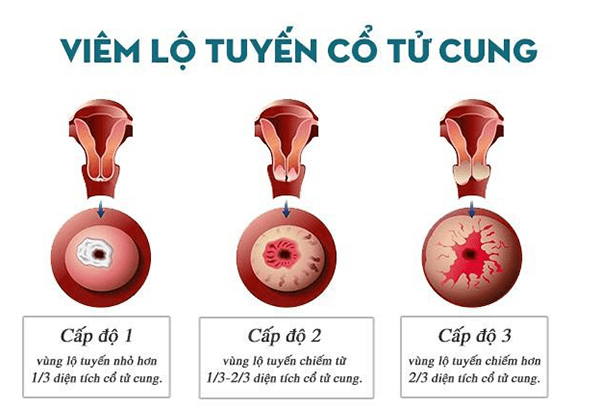 VIÊM LỘ TUYẾN CỔ TỬ CUNG
Cấp độ 1
vùng lộ tuyến nhỏ hơn
1/3 diện tích cổ tử cung.
Cấp độ 2
vùng lộ tuyến chiếm từ
1/3-2/3 diện tích cổ tử cung.
Cấp độ 3
vùng lộ tuyến chiếm hơn
2/3 diện tích cổ tử cung.